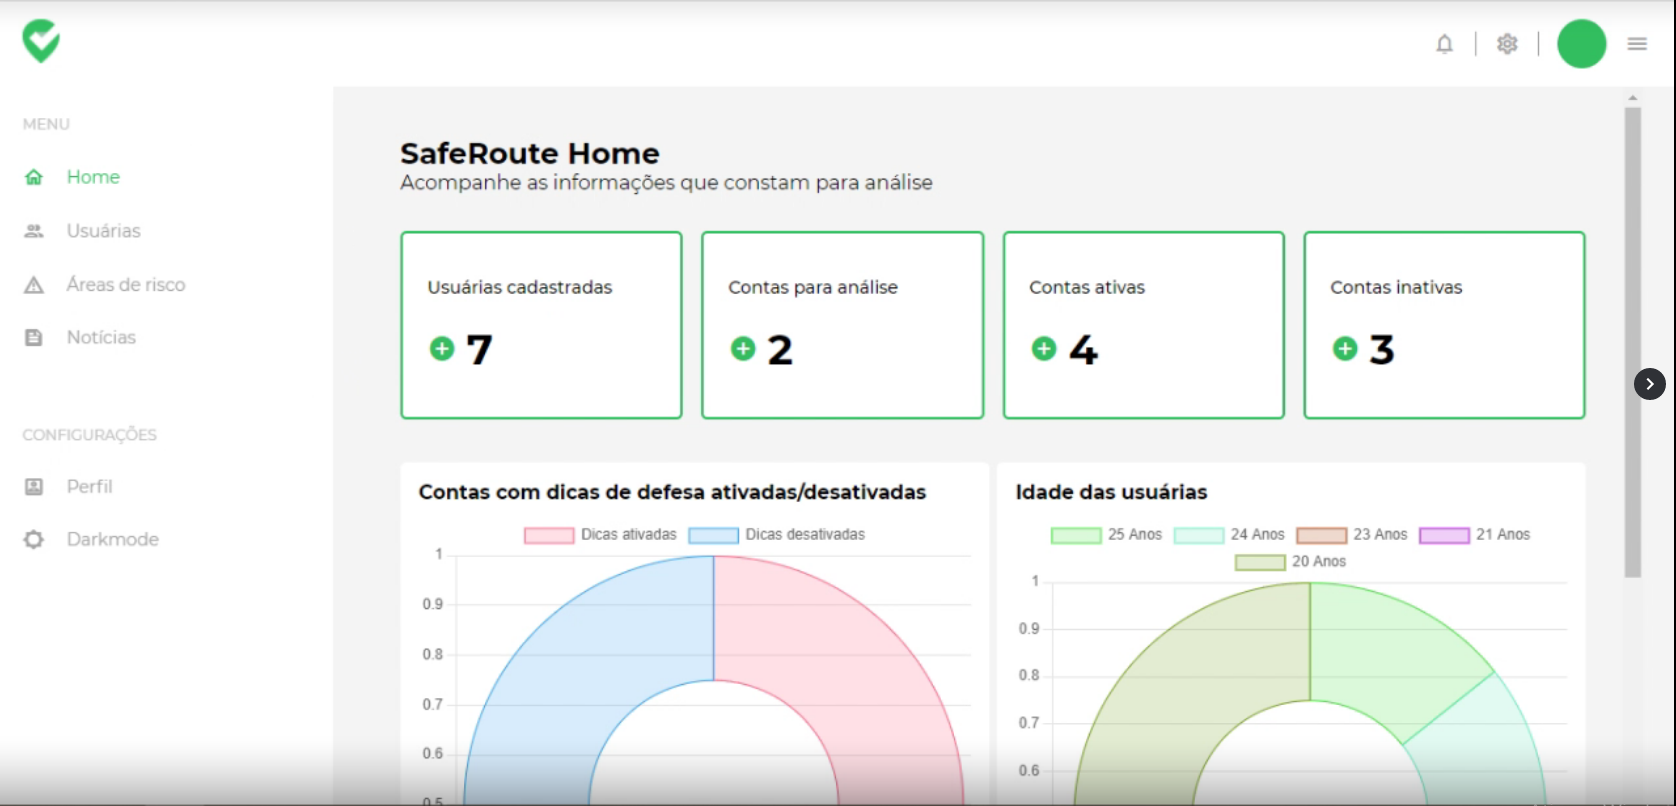 MENU
Home
Usuárias
Áreas de risco
Notícias
CONFIGURAÇÕES
Perfil
Darkmode
SafeRoute Home
Acompanhe as informações que constam para análise
Usuárias cadastradas
7
Contas para análise
2
Contas ativas
4
Contas inativas
3
Contas com dicas de defesa ativadas/desativadas
Dicas ativadas Dicas desativadas
1
0.9
0.8
0.7
0.6
0.5
Idade das usuárias
25 Anos 24 Anos 23 Anos 21 Anos
20 Anos
1
0.9
0.8
0.7
0.6